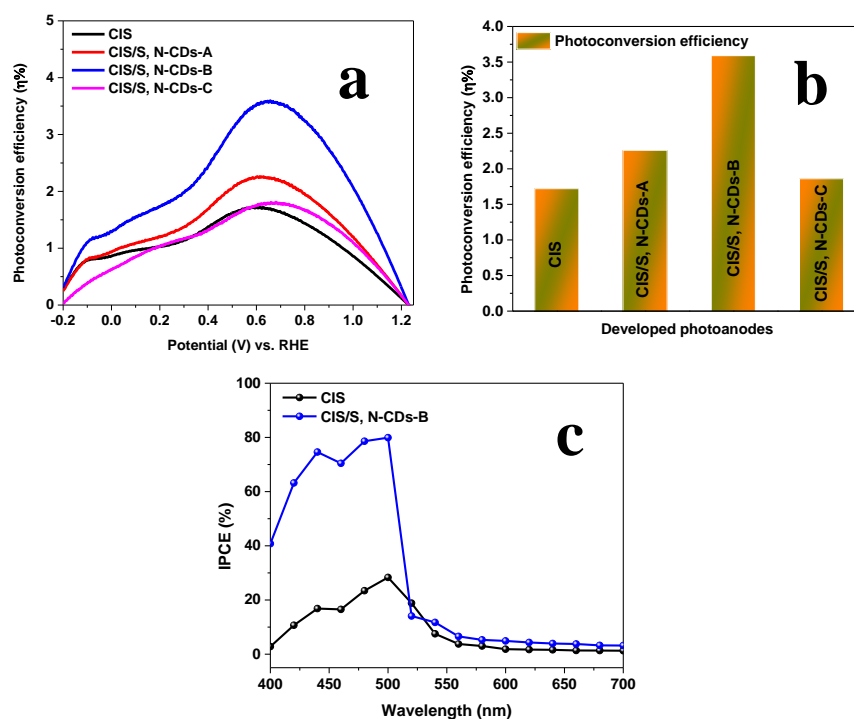 a
CIS
CIS/S, N-CDs-A
CIS/S, N-CDs-B
CIS/S, N-CDs-C
Photoconversion efficiency (η%)
5
4
3
2
1
0
-0.2 0.0 0.2 0.4 0.6 0.8 1.0 1.2
Potential (V) vs. RHE
b
Photoconversion efficiency
Photoconversion efficiency (η%)
4.0
3.5
3.0
2.5
2.0
1.5
1.0
0.5
0.0
CIS
CIS/S, N-CDs-A
CIS/S, N-CDs-B
CIS/S, N-CDs-C
Developed photoanodes
c
CIS
CIS/S, N-CDs-B
IPCE (%)
100
80
60
40
20
0
400 450 500 550 600 650 700
Wavelength (nm)